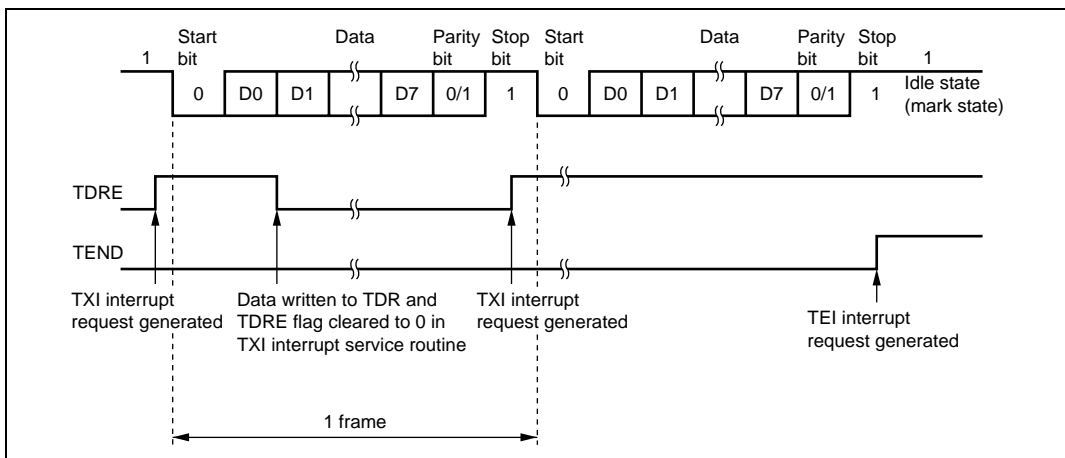 Start bit Data Parity bit Stop bit Start bit Data Parity bit Stop bit
1 0 D0 D1 D7 0/1 1 0 D0 D1 D7 0/1 1 1
Idle state
(mark state)
TDRE
TEND
TXI interrupt
request generated
Data written to TDR and
TDRE flag cleared to 0 in
TXI interrupt service routine
TXI interrupt
request generated
TEI interrupt
request generated
1 frame